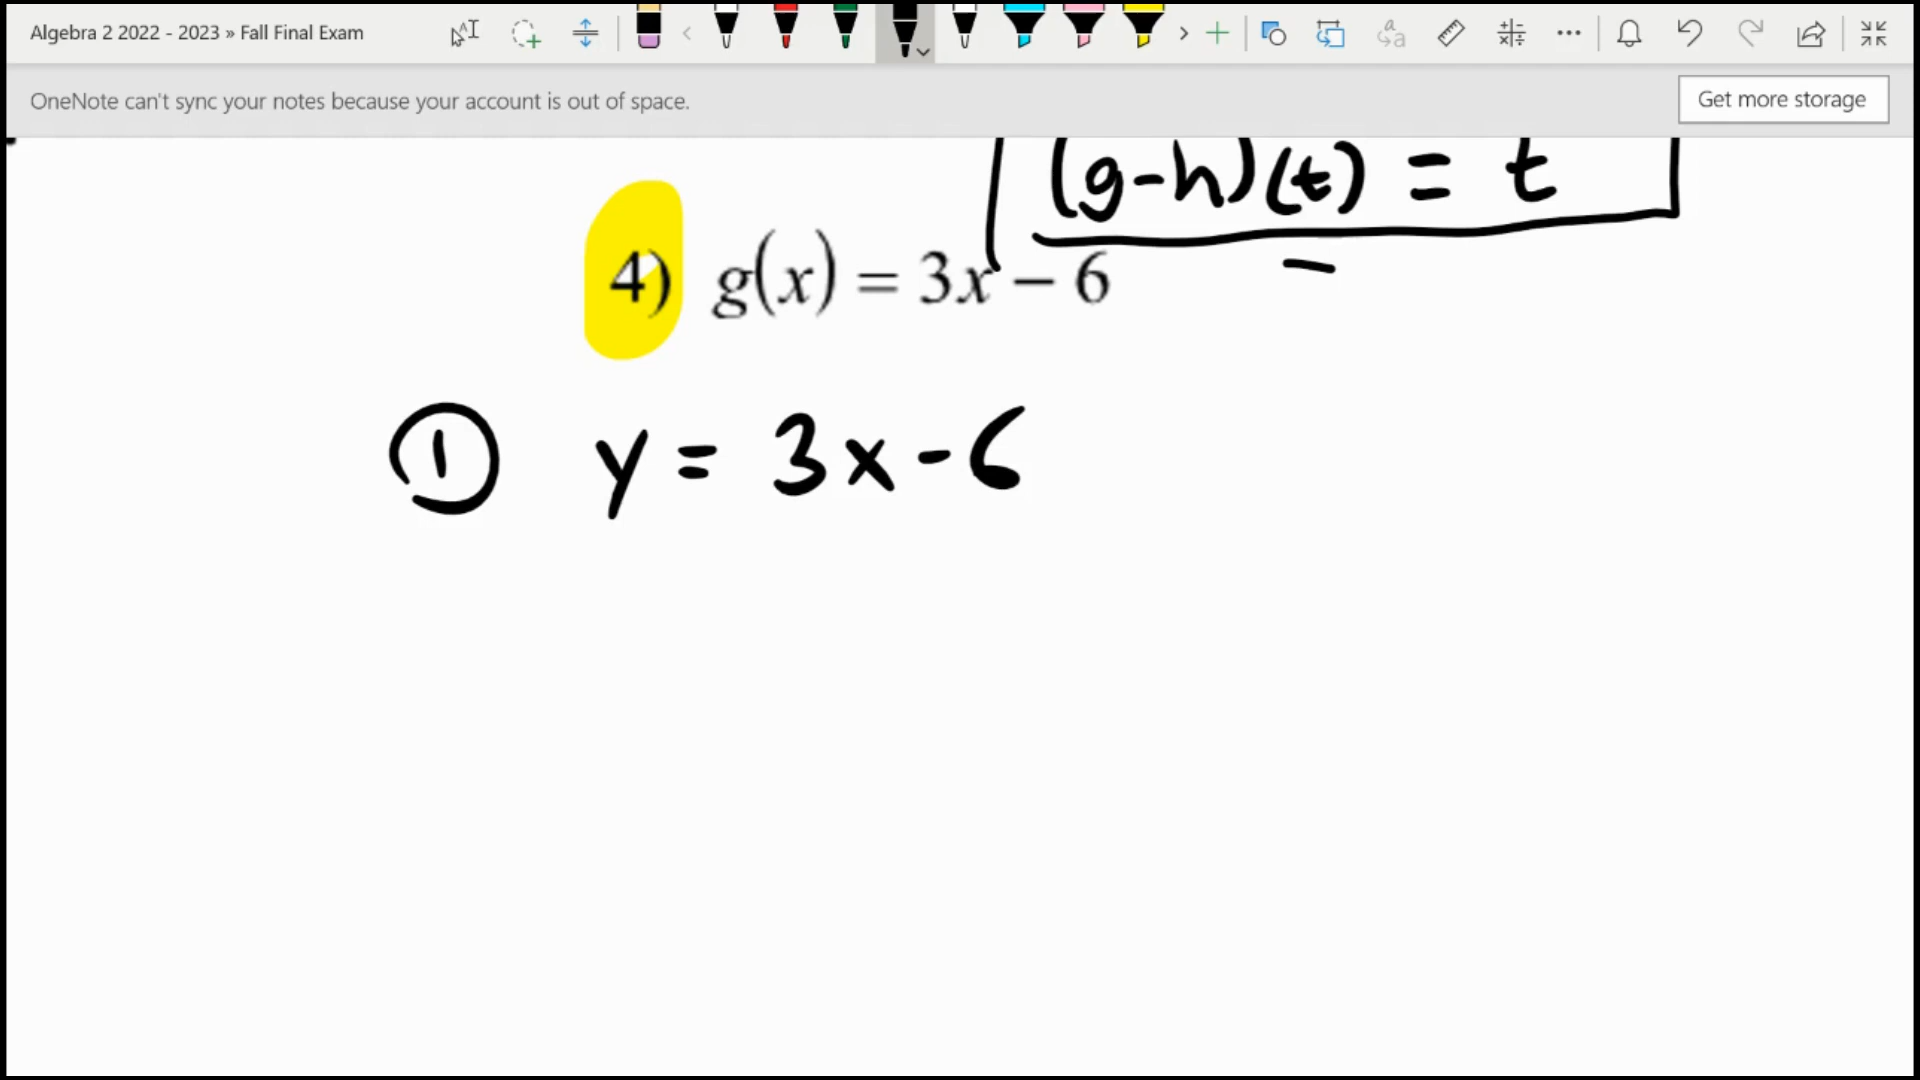 Algebra 2 2022 - 2023 » Fall Final Exam
OneNote can't sync your notes because your account is out of space.
Get more storage
(g-h)(t) = t
4) g(x) = 3x - 6
① y = 3x - 6